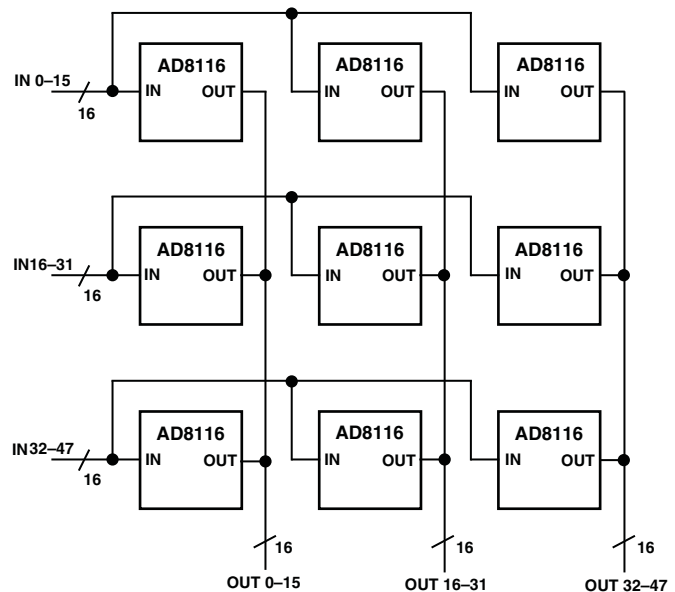 AD8116 AD8116 AD8116
IN 0–15 IN OUT IN OUT IN OUT
16
AD8116 AD8116 AD8116
IN16–31 IN OUT IN OUT IN OUT
16
AD8116 AD8116 AD8116
IN32–47 IN OUT IN OUT IN OUT
16
16 16 16
OUT 0–15 OUT 16–31 OUT 32–47